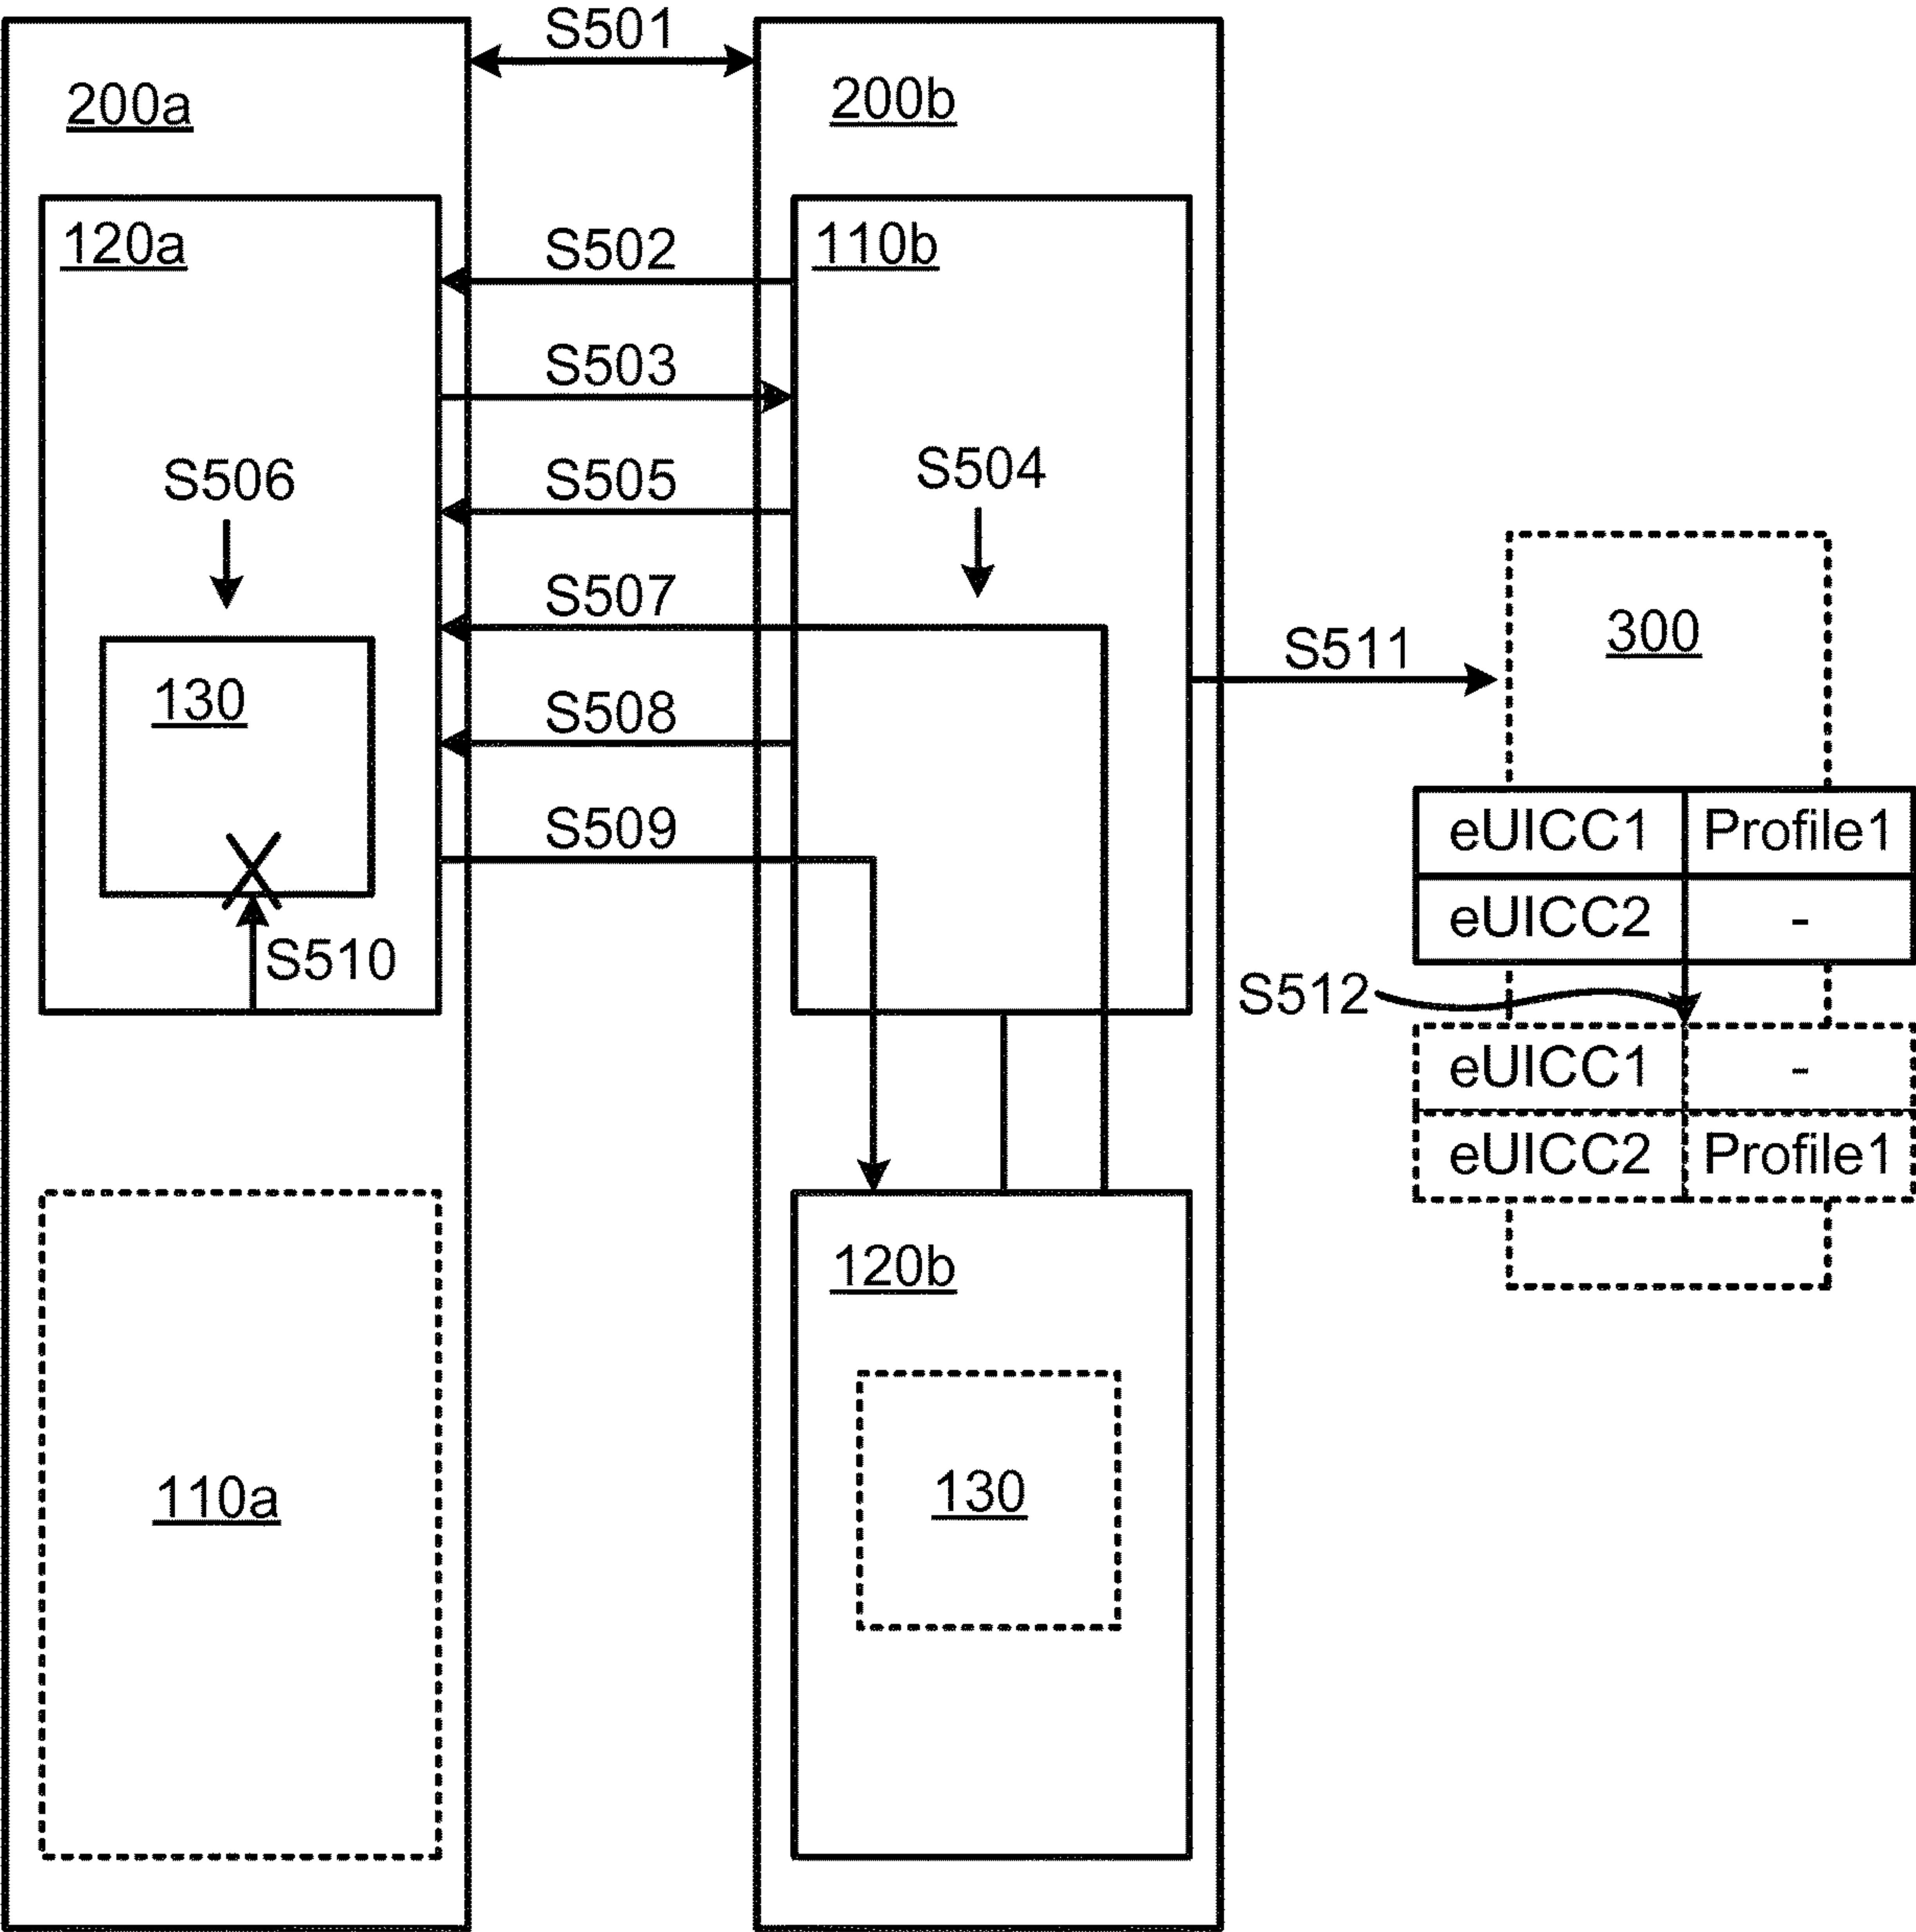 S501
200a
200b
120a
S502
110b
S503
S506
S505
S504
S507
300
S511
130
S508
S509
eUICC1 Profile1
eUICC2 -
S510
S512
eUICC1 -
eUICC2 Profile1
120b
110a
130